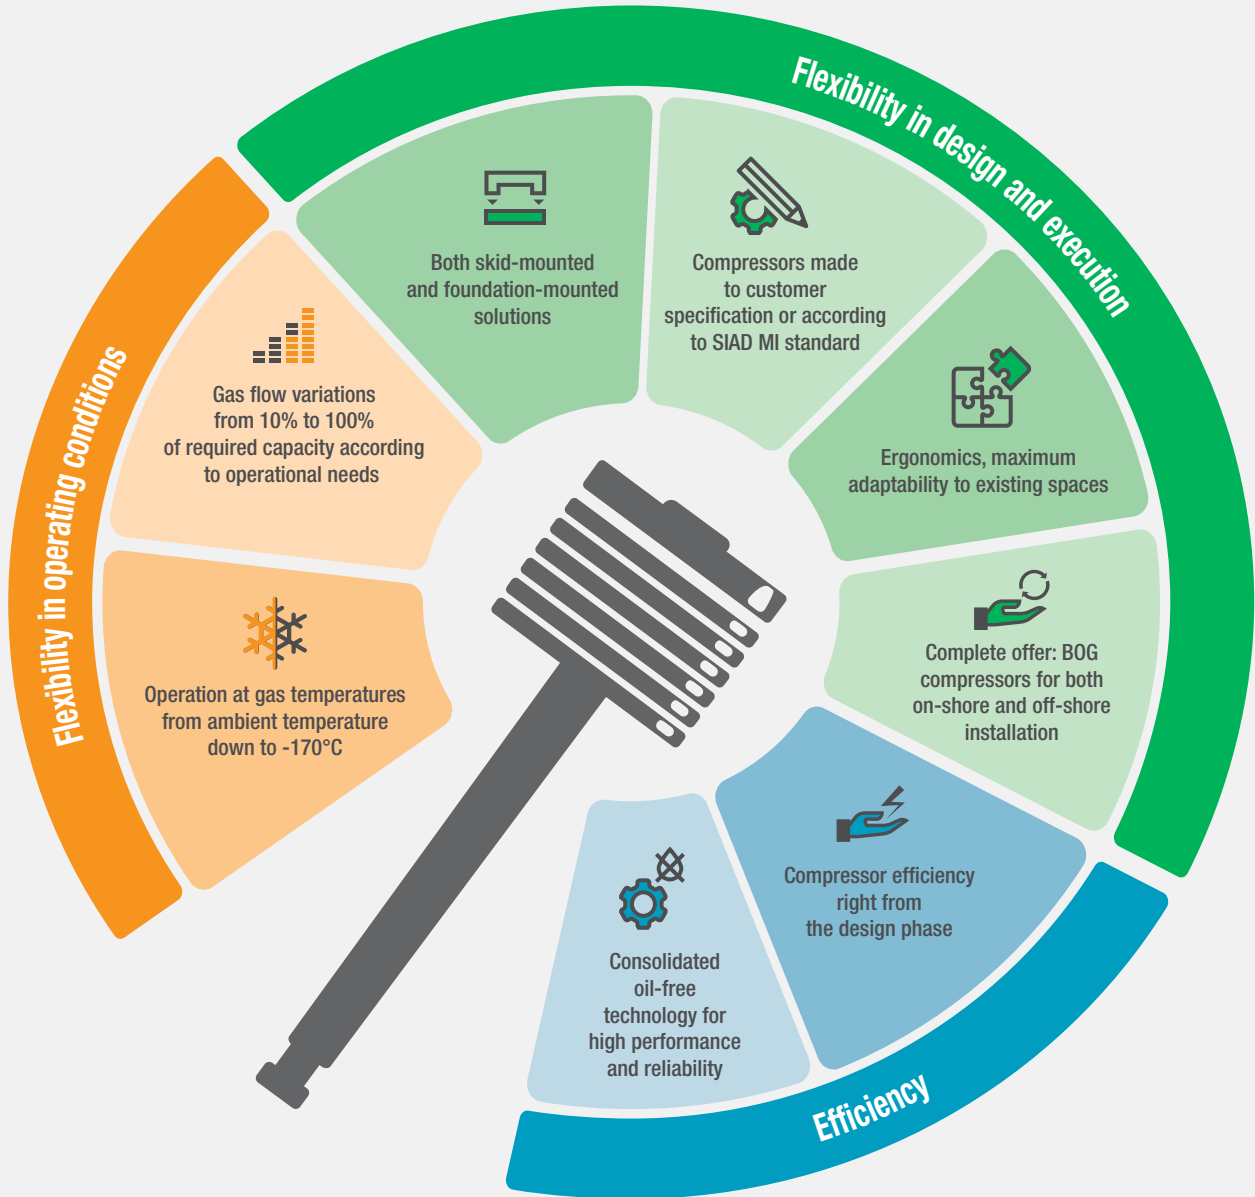 Flexibility in operating conditions
Operation at gas temperatures
from ambient temperature
down to -170°C
Gas flow variations
from 10% to 100%
of required capacity according
to operational needs
Flexibility in design and execution
Both skid-mounted
and foundation-mounted
solutions
Compressors made
to customer
specification or according
to SIAD MI standard
Ergonomics, maximum
adaptability to existing spaces
Complete offer: BOG
compressors for both
on-shore and off-shore
installation
Efficiency
Compressor efficiency
right from
the design phase
Consolidated
oil-free
technology for
high performance
and reliability